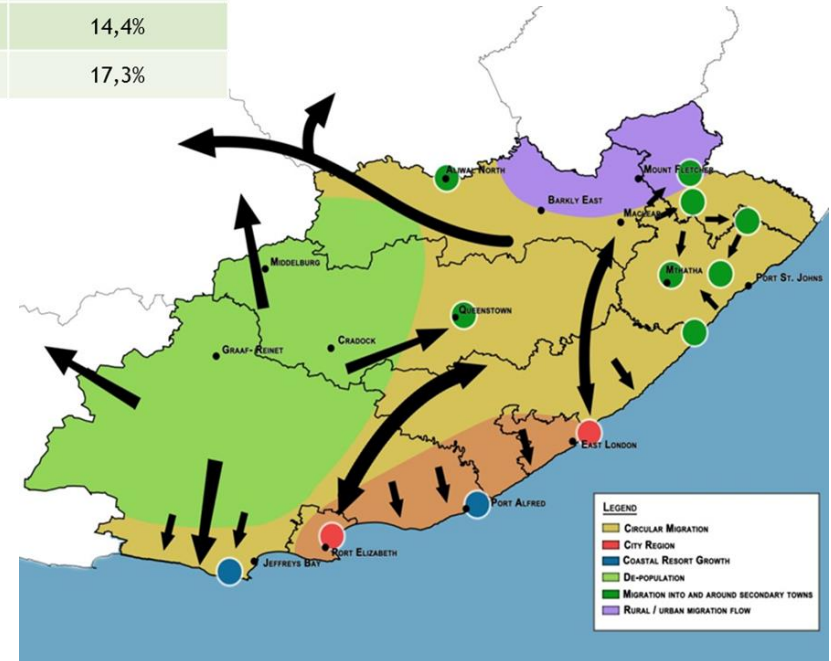 14,4%
17,3%
ALIWAL NORTH
MOUNT FLETCHER
BARKLY EAST
MACLEAR
MIDDELBURG
MTHATHA
PORT ST. JOHNS
QUEENSTOWN
CRADOCK
GRAAF-REINET
EAST LONDON
PORT ALFRED
PORT ELIZABETH
JEFFREYS BAY
LEGEND
CIRCULAR MIGRATION
CITY REGION
COASTAL RESORT GROWTH
DE-POPULATION
MIGRATION INTO AND AROUND SECONDARY TOWNS
RURAL / URBAN MIGRATION FLOW